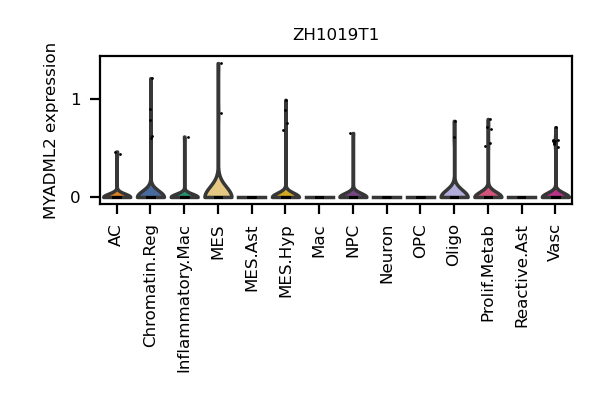 ZH1019T1
MYADML2 expression
1
0
AC
Chromatin.Reg
Inflammatory.Mac
MES
MES.Ast
MES.Hyp
Mac
NPC
Neuron
OPC
Oligo
Prolif.Metab
Reactive.Ast
Vasc